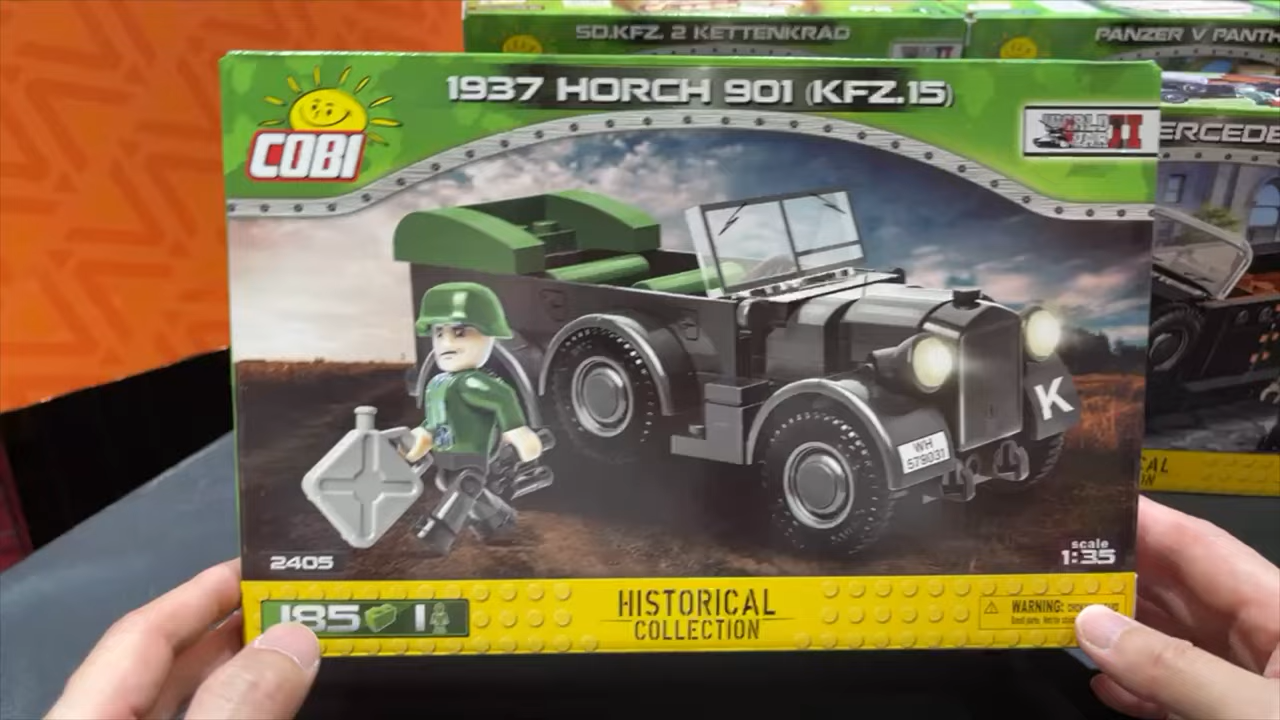 SD.KFZ. 2 KETTENKRAD
PANZER V PANTH
1937 HORCH 901 (KFZ.15)
COBI
WORLD
WAR II
ERCEDE
K
WH
579031
2405
scale
1:35
185 1
HISTORICAL
COLLECTION
WARNING:
CAL
ON